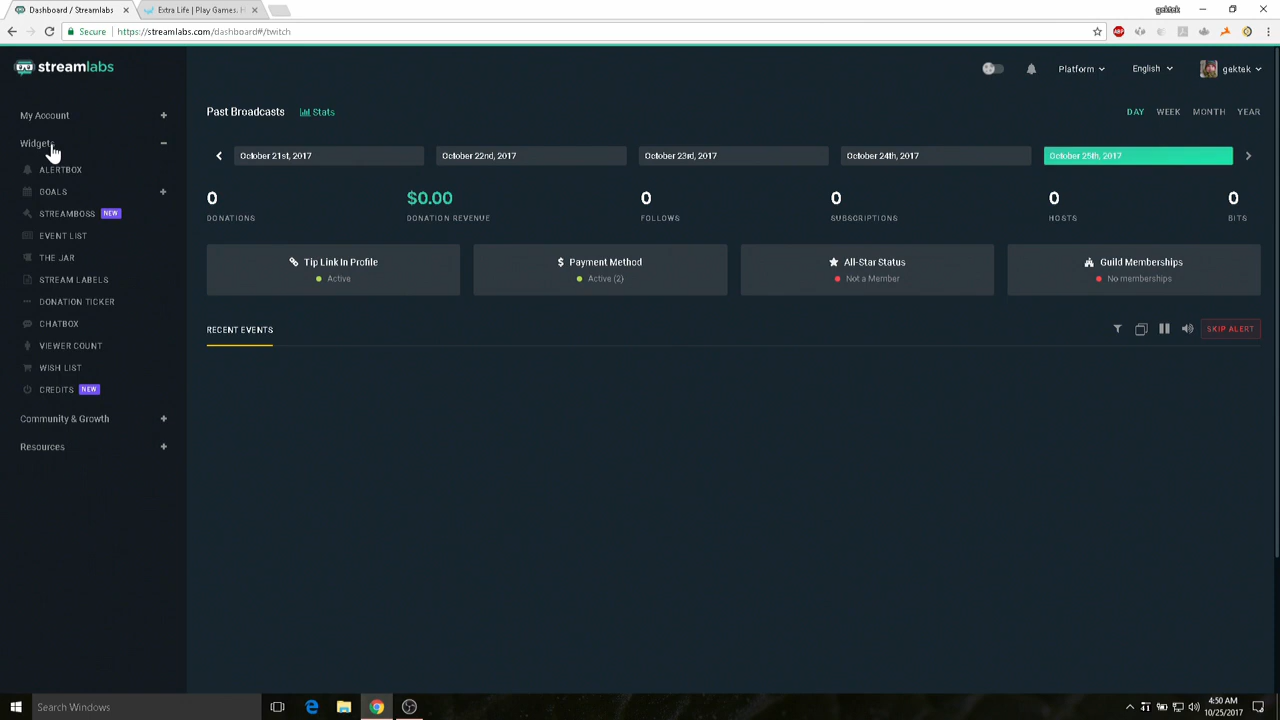 Dashboard / Streamlabs
Extra Life | Play Games. H
gektek
Secure
https://streamlabs.com/dashboard#/twitch
ABP
streamlabs
Platform
English
gektek
My Account
Widgets
ALERTBOX
GOALS
STREAMBOSS NEW
EVENT LIST
THE JAR
STREAM LABELS
DONATION TICKER
CHATBOX
VIEWER COUNT
WISH LIST
CREDITS NEW
Community & Growth
Resources
Past Broadcasts Stats
DAY WEEK MONTH YEAR
October 21st, 2017 October 22nd, 2017 October 23rd, 2017 October 24th, 2017 October 25th, 2017
0 $0.00 0 0 0 0
DONATIONS DONATION REVENUE FOLLOWS SUBSCRIPTIONS HOSTS BITS
Tip Link In Profile Payment Method All-Star Status Guild Memberships
Active Active (2) Not a Member No memberships
RECENT EVENTS
SKIP ALERT
Search Windows
4:50 AM
10/25/2017